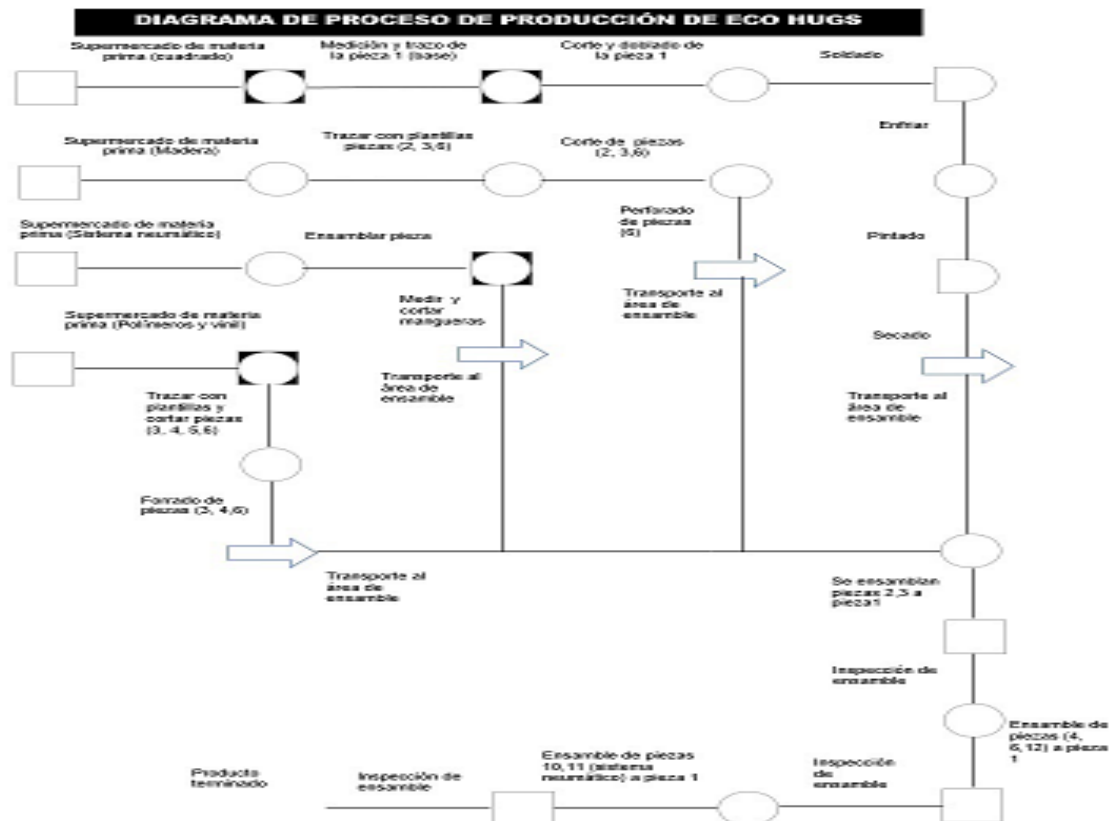 DIAGRAMA DE PROCESO DE PRODUCCIÓN DE ECO HUGS
Supermercado de materia
prima (cuadrado)
Medición y trazo de
la pieza 1 (base)
Corte y doblado de
la pieza 1
Soldado
Enfriar
Supermercado de materia
prima (Madera)
Trazar con plantillas
piezas (2, 3,6)
Corte de piezas
(2, 3,6)
Perforado
de piezas
(6)
Pintado
Supermercado de materia
prima (Sistema neumático)
Ensamblar pieza
Medir y
cortar
mangueras
Transporte al
área de
ensamble
Secado
Supermercado de materia
prima (Polímeros y vinil)
Transporte al
área de
ensamble
Transporte al
área de
ensamble
Trazar con
plantillas y
cortar piezas
(3, 4, 5,6)
Forrado de
piezas (3, 4,6)
Transporte al
área de
ensamble
Se ensamblan
piezas 2,3 a
pieza1
Inspección de
ensamble
Ensamble de
piezas (4,
6,12) a pieza
1
Inspección
de
ensamble
Ensamble de piezas
10,11 (sistema
neumático) a pieza 1
Inspección de
ensamble
Producto
terminado